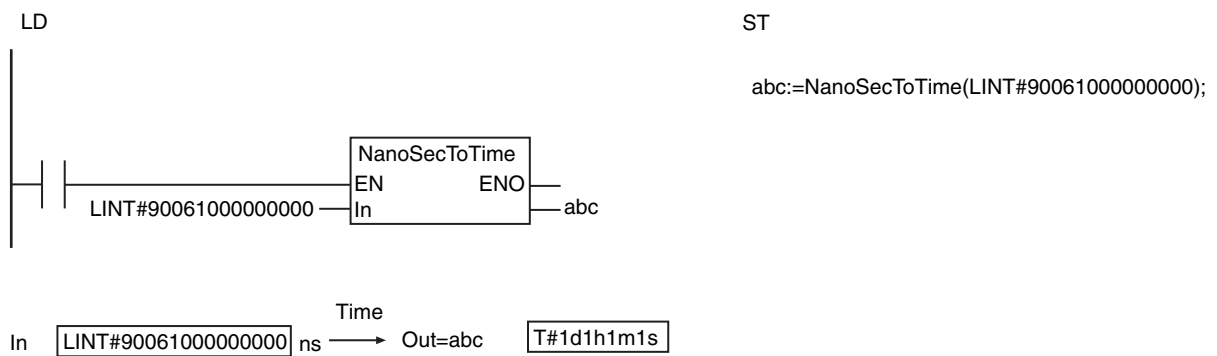 LD
ST
abc:=NanoSecToTime(LINT#90061000000000);
NanoSecToTime
EN ENO
LINT#90061000000000 In abc
Time
In LINT#90061000000000 ns Out=abc T#1d1h1m1s